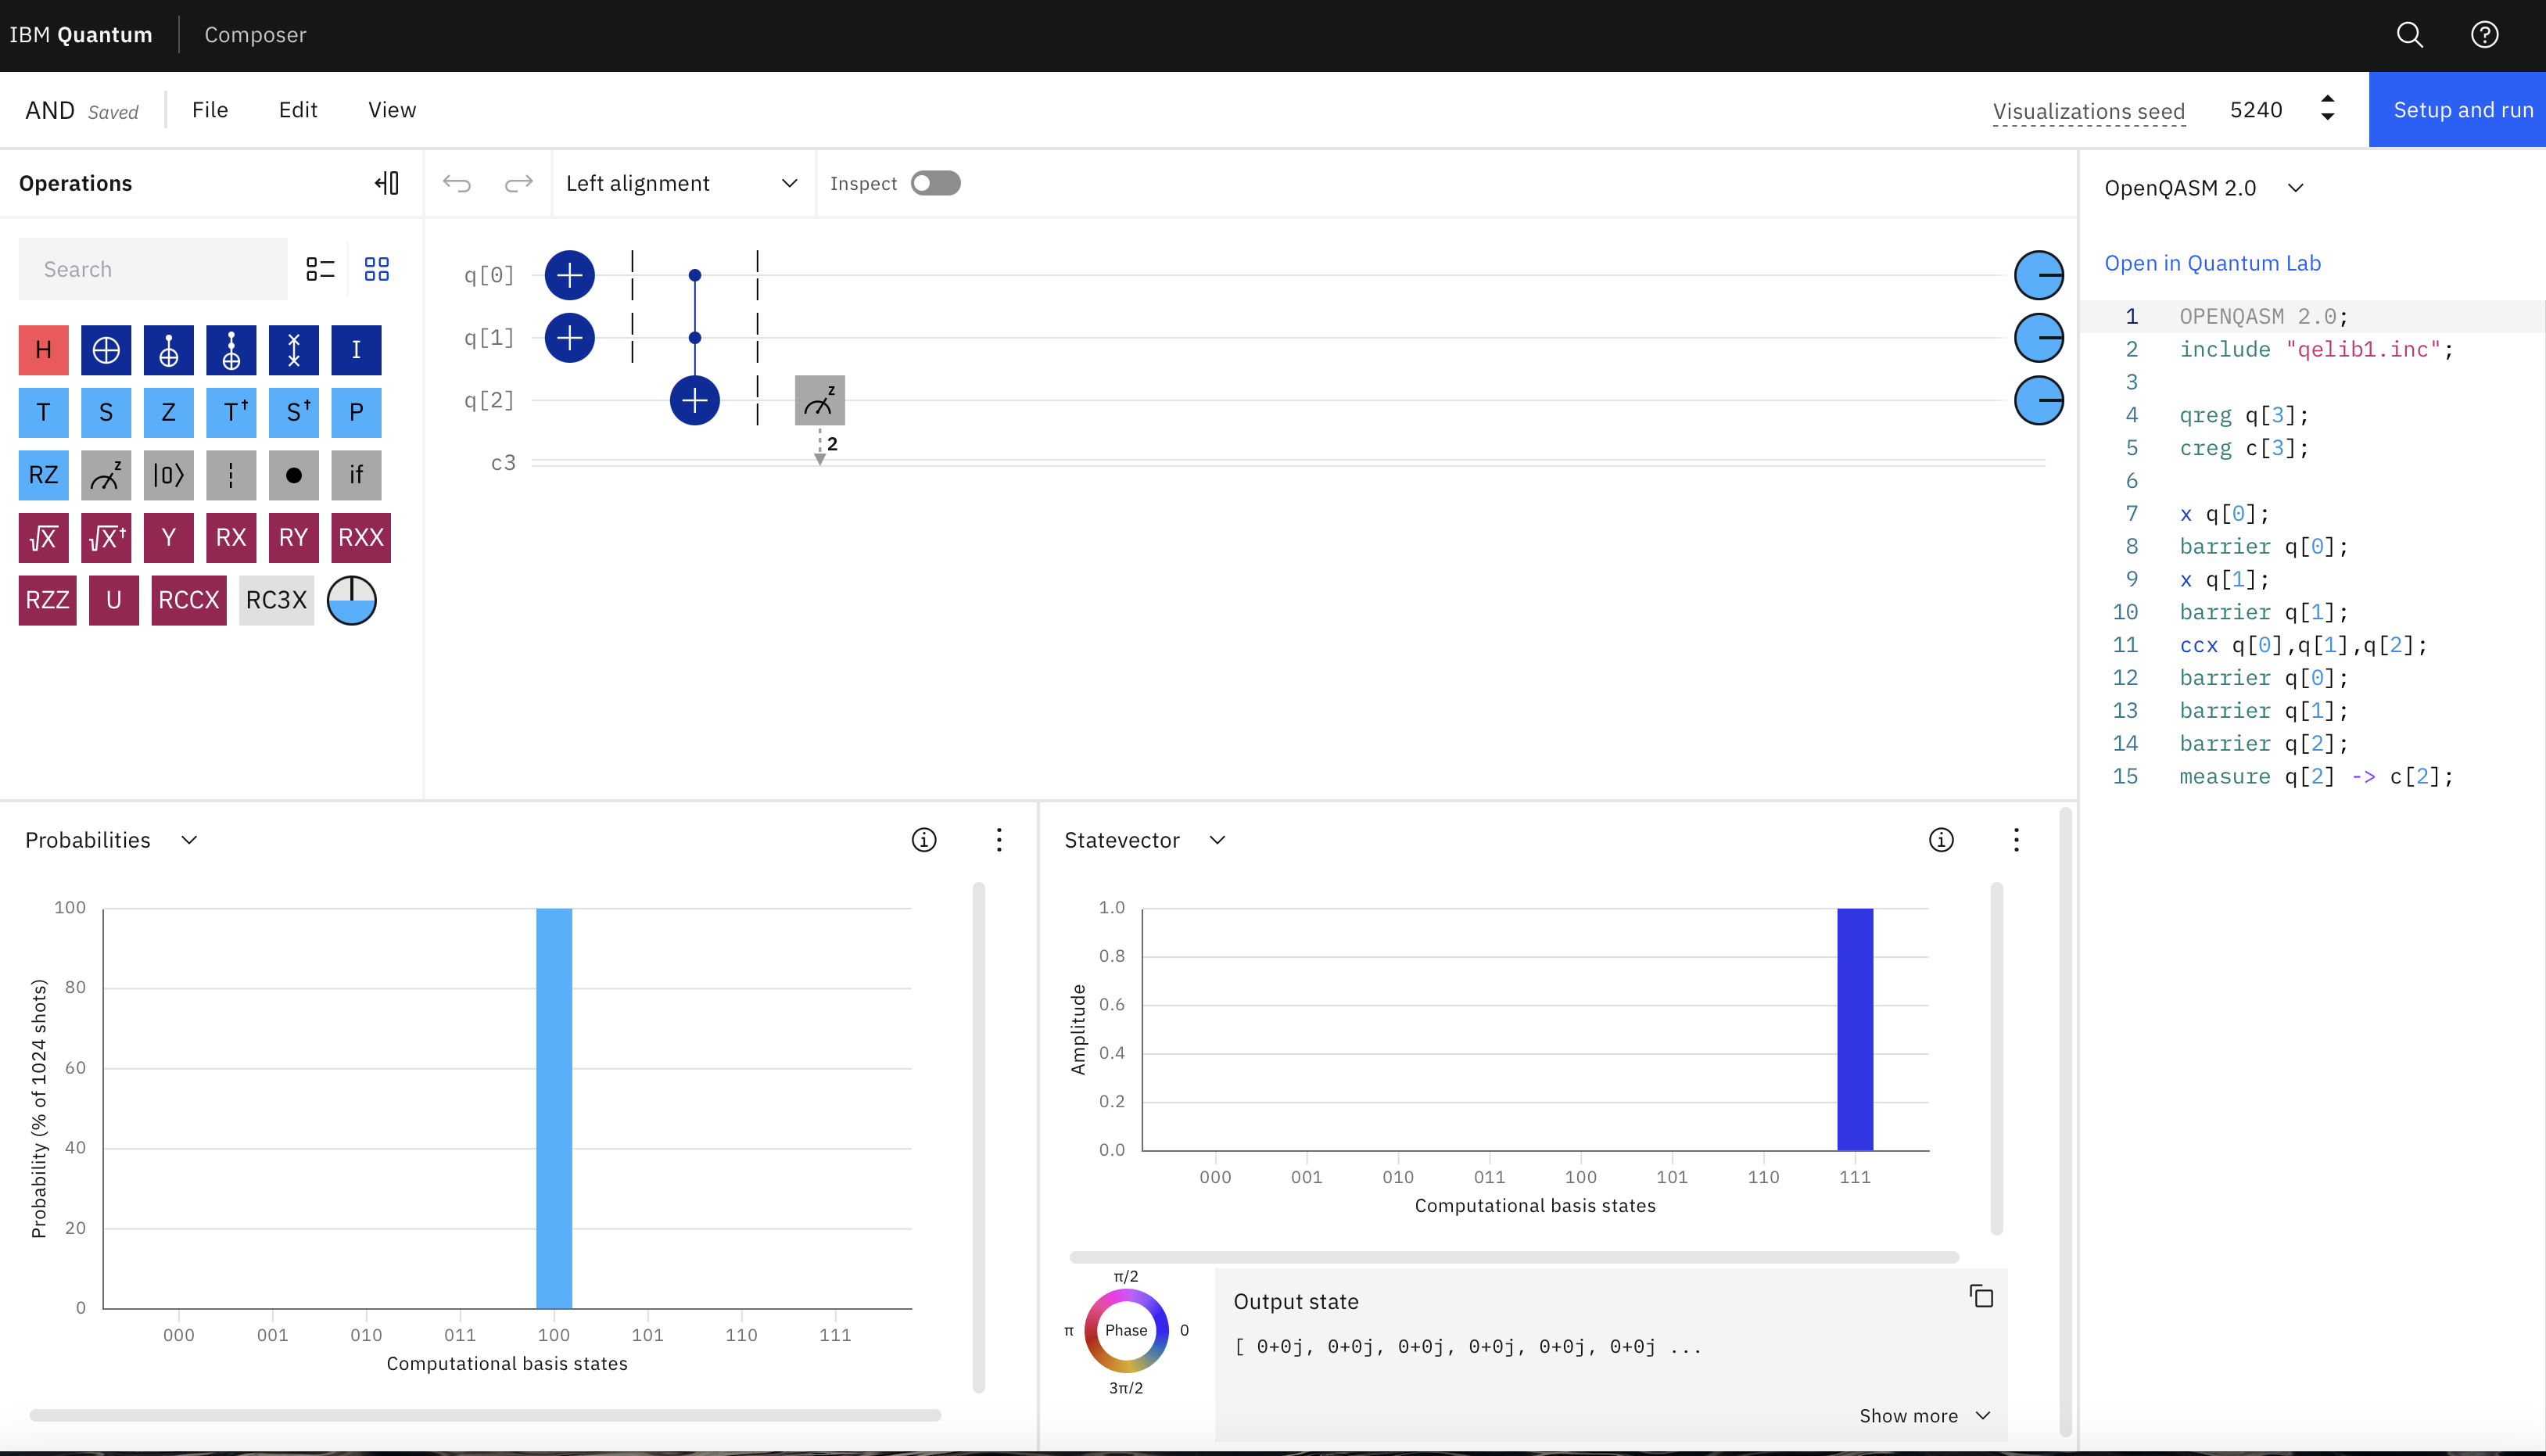 IBM Quantum Composer
AND Saved File Edit View Visualizations seed 5240 Setup and run
Operations
Left alignment Inspect
Search
H I
T S Z T† S† P
RZ z |0⟩ if
√X √X† Y RX RY RXX
RZZ U RCCX RC3X
q[0]
q[1]
q[2] z
2
c3
OpenQASM 2.0
Open in Quantum Lab
1 OPENQASM 2.0;
2 include "qelib1.inc";
3
4 qreg q[3];
5 creg c[3];
6
7 x q[0];
8 barrier q[0];
9 x q[1];
10 barrier q[1];
11 ccx q[0],q[1],q[2];
12 barrier q[0];
13 barrier q[1];
14 barrier q[2];
15 measure q[2] -> c[2];
Probabilities
Probability (% of 1024 shots)
100
80
60
40
20
0
000 001 010 011 100 101 110 111
Computational basis states
Statevector
Amplitude
1.0
0.8
0.6
0.4
0.2
0.0
000 001 010 011 100 101 110 111
Computational basis states
π/2
π Phase 0
3π/2
Output state
[ 0+0j, 0+0j, 0+0j, 0+0j, 0+0j, 0+0j ...
Show more